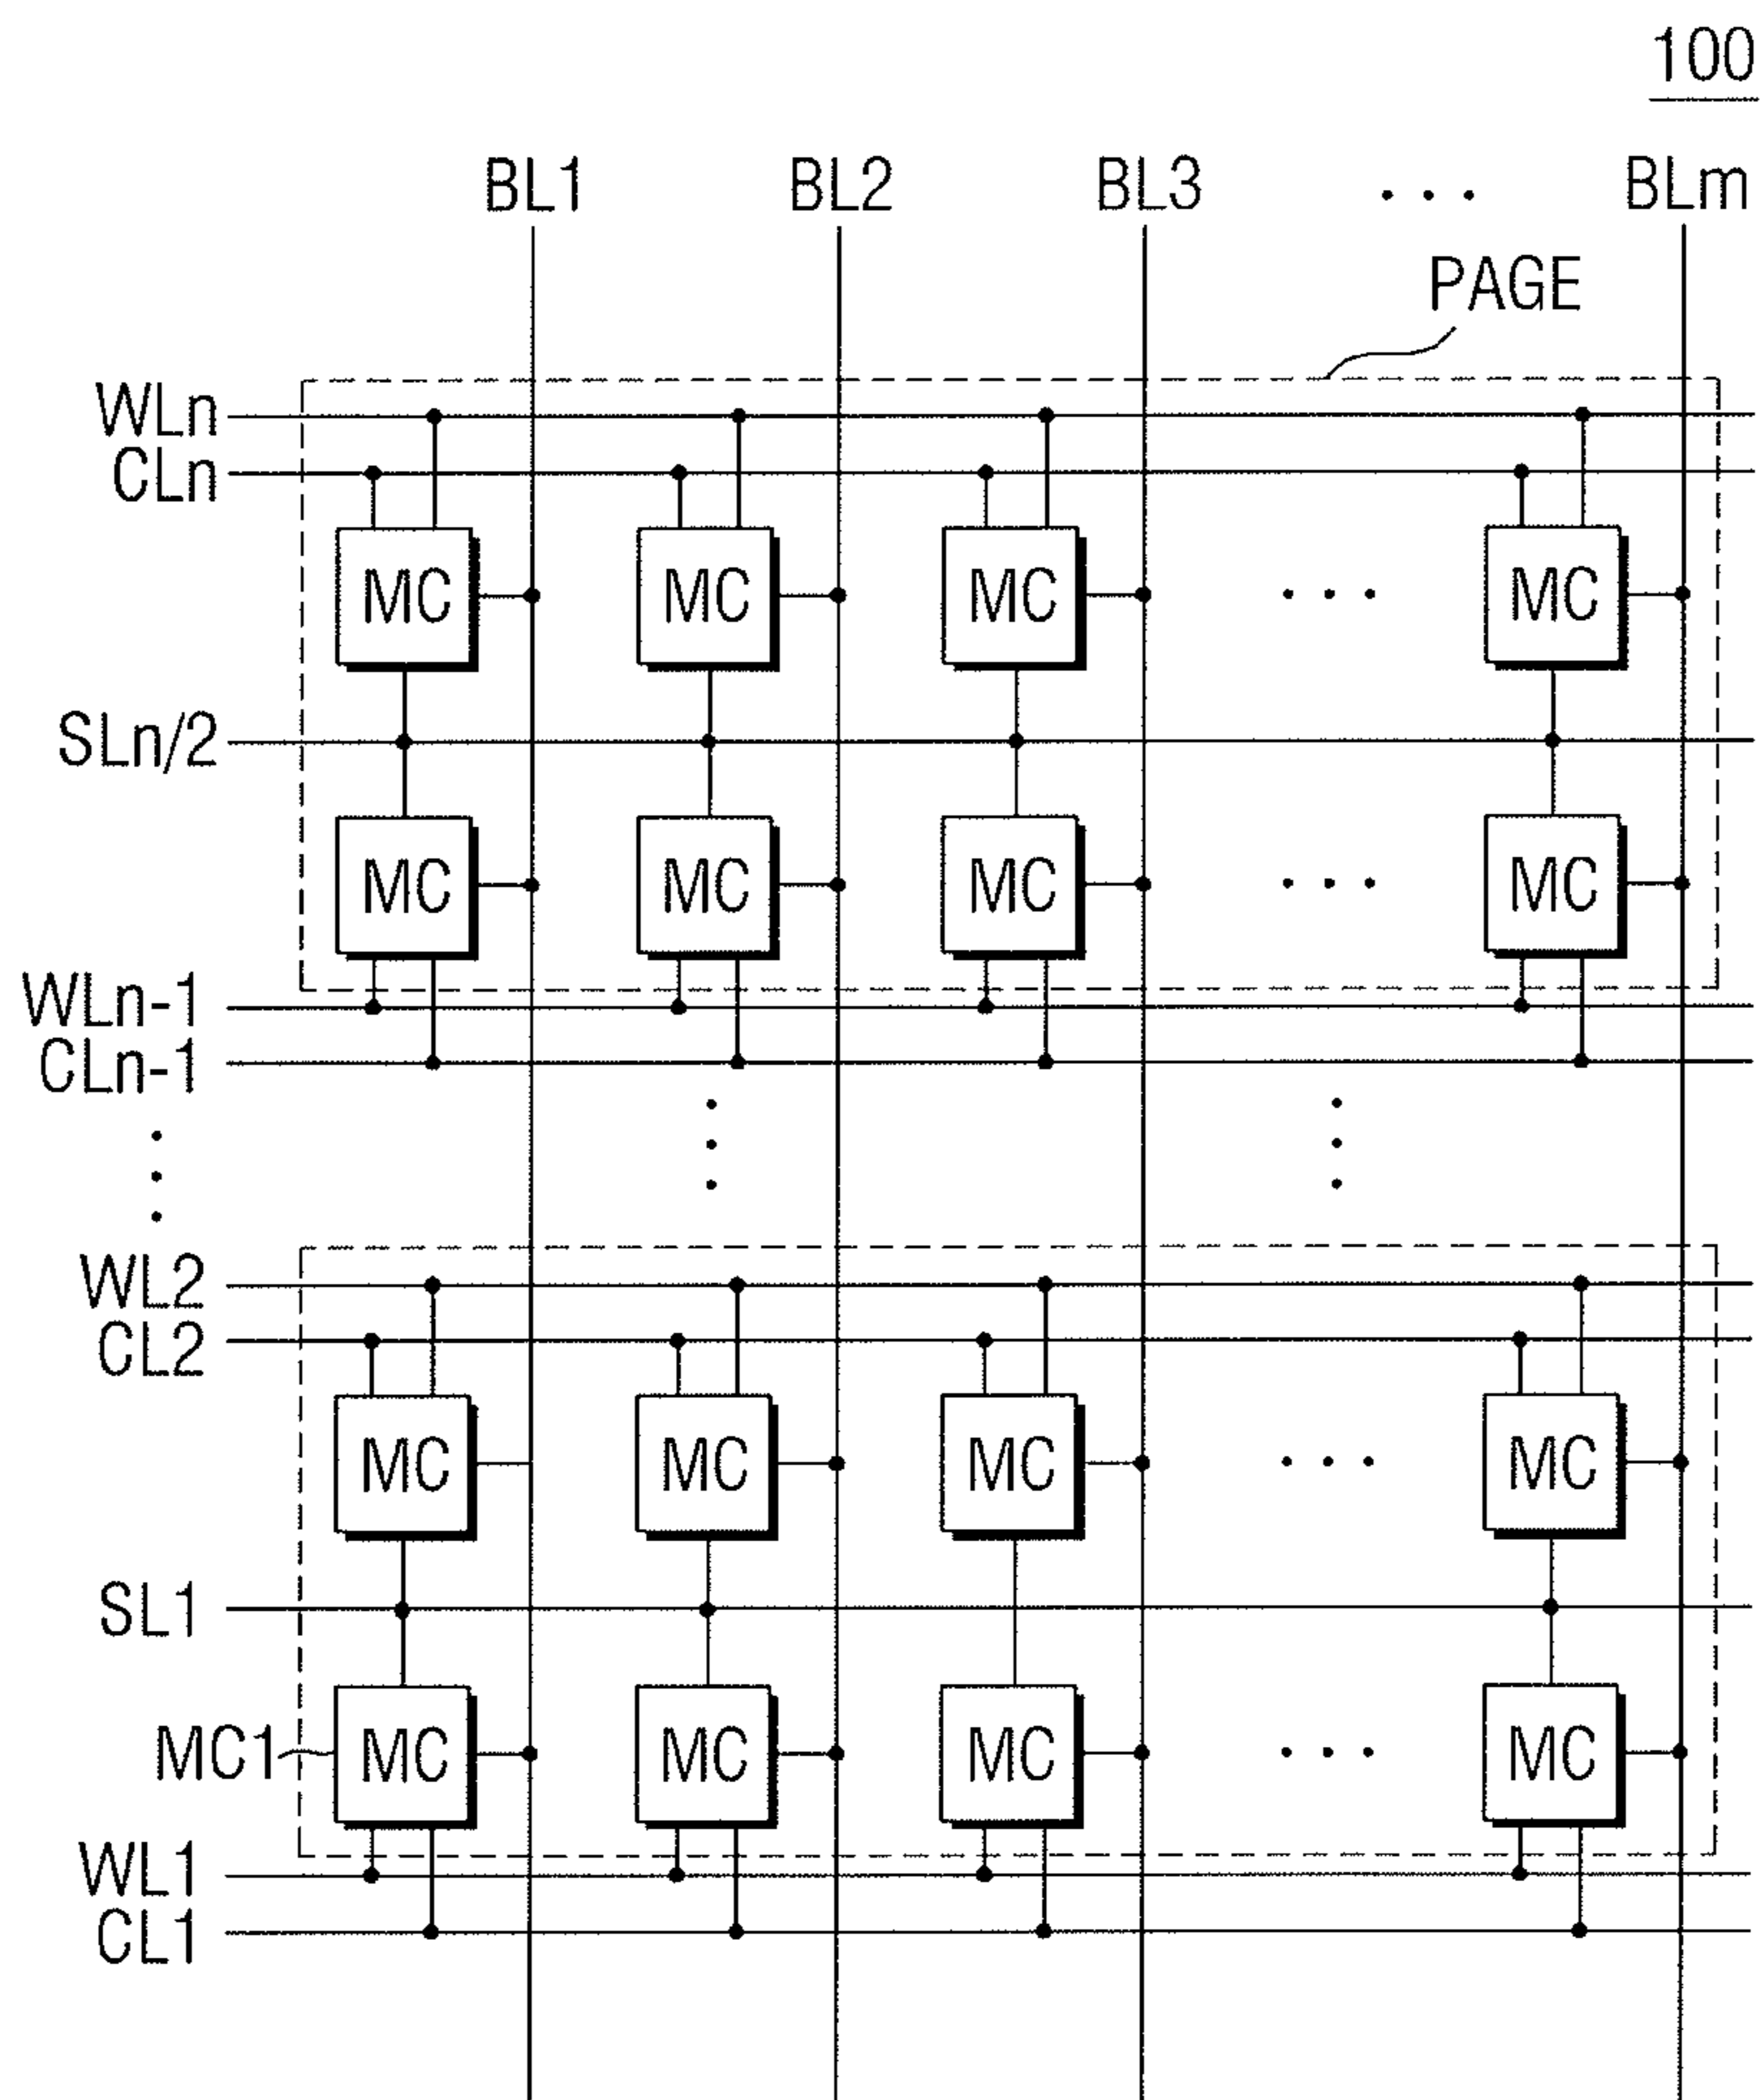 100
BL1 BL2 BL3 ... BLm
PAGE
WLn
CLn
MC MC MC ... MC
SLn/2
MC MC MC ... MC
WLn-1
CLn-1
WL2
CL2
MC MC MC ... MC
SL1
MC1 MC MC MC ... MC
WL1
CL1